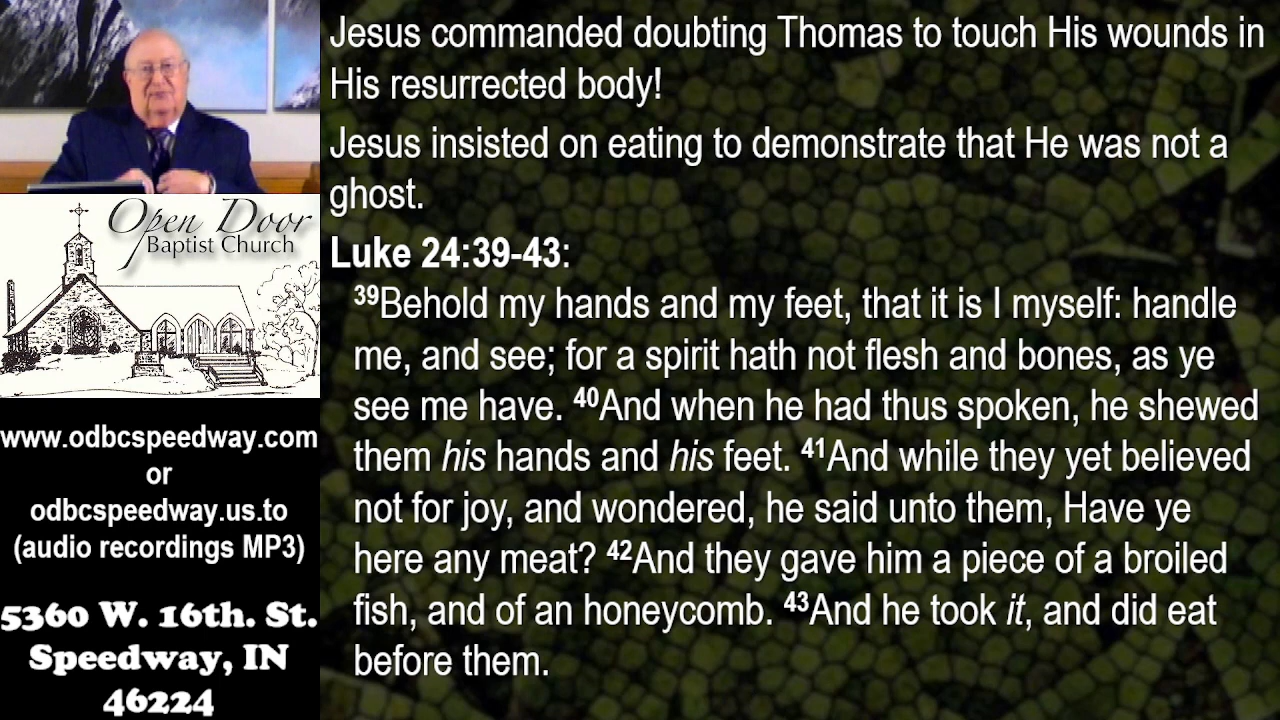 Jesus commanded doubting Thomas to touch His wounds in
His resurrected body!
Jesus insisted on eating to demonstrate that He was not a
ghost.
Luke 24:39-43:
39Behold my hands and my feet, that it is I myself: handle
me, and see; for a spirit hath not flesh and bones, as ye
see me have. 40And when he had thus spoken, he shewed
them his hands and his feet. 41And while they yet believed
not for joy, and wondered, he said unto them, Have ye
here any meat? 42And they gave him a piece of a broiled
fish, and of an honeycomb. 43And he took it, and did eat
before them.
Open Door
Baptist Church
www.odbcspeedway.com
or
odbcspeedway.us.to
(audio recordings MP3)
5360 W. 16th. St.
Speedway, IN
46224